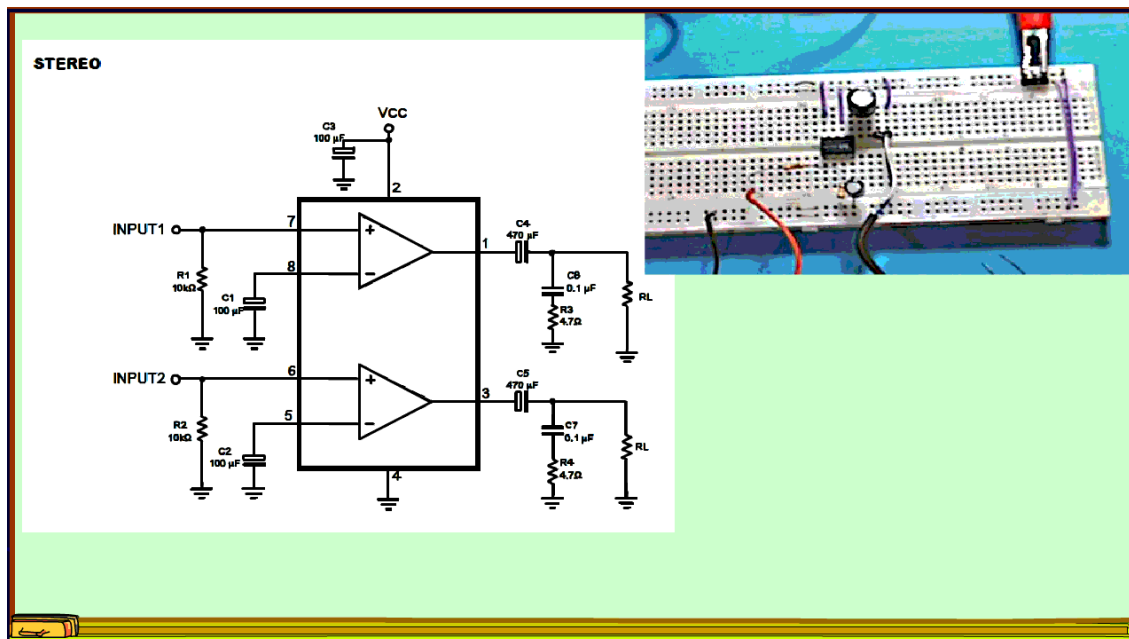 STEREO
VCC
C3
100 µF
2
INPUT1
7
R1
10kΩ
8
C1
100 µF
1
C4
470 µF
C6
0.1 µF
R3
4.7Ω
RL
INPUT2
6
R2
10kΩ
5
C2
100 µF
3
C5
470 µF
C7
0.1 µF
R4
4.7Ω
RL
4